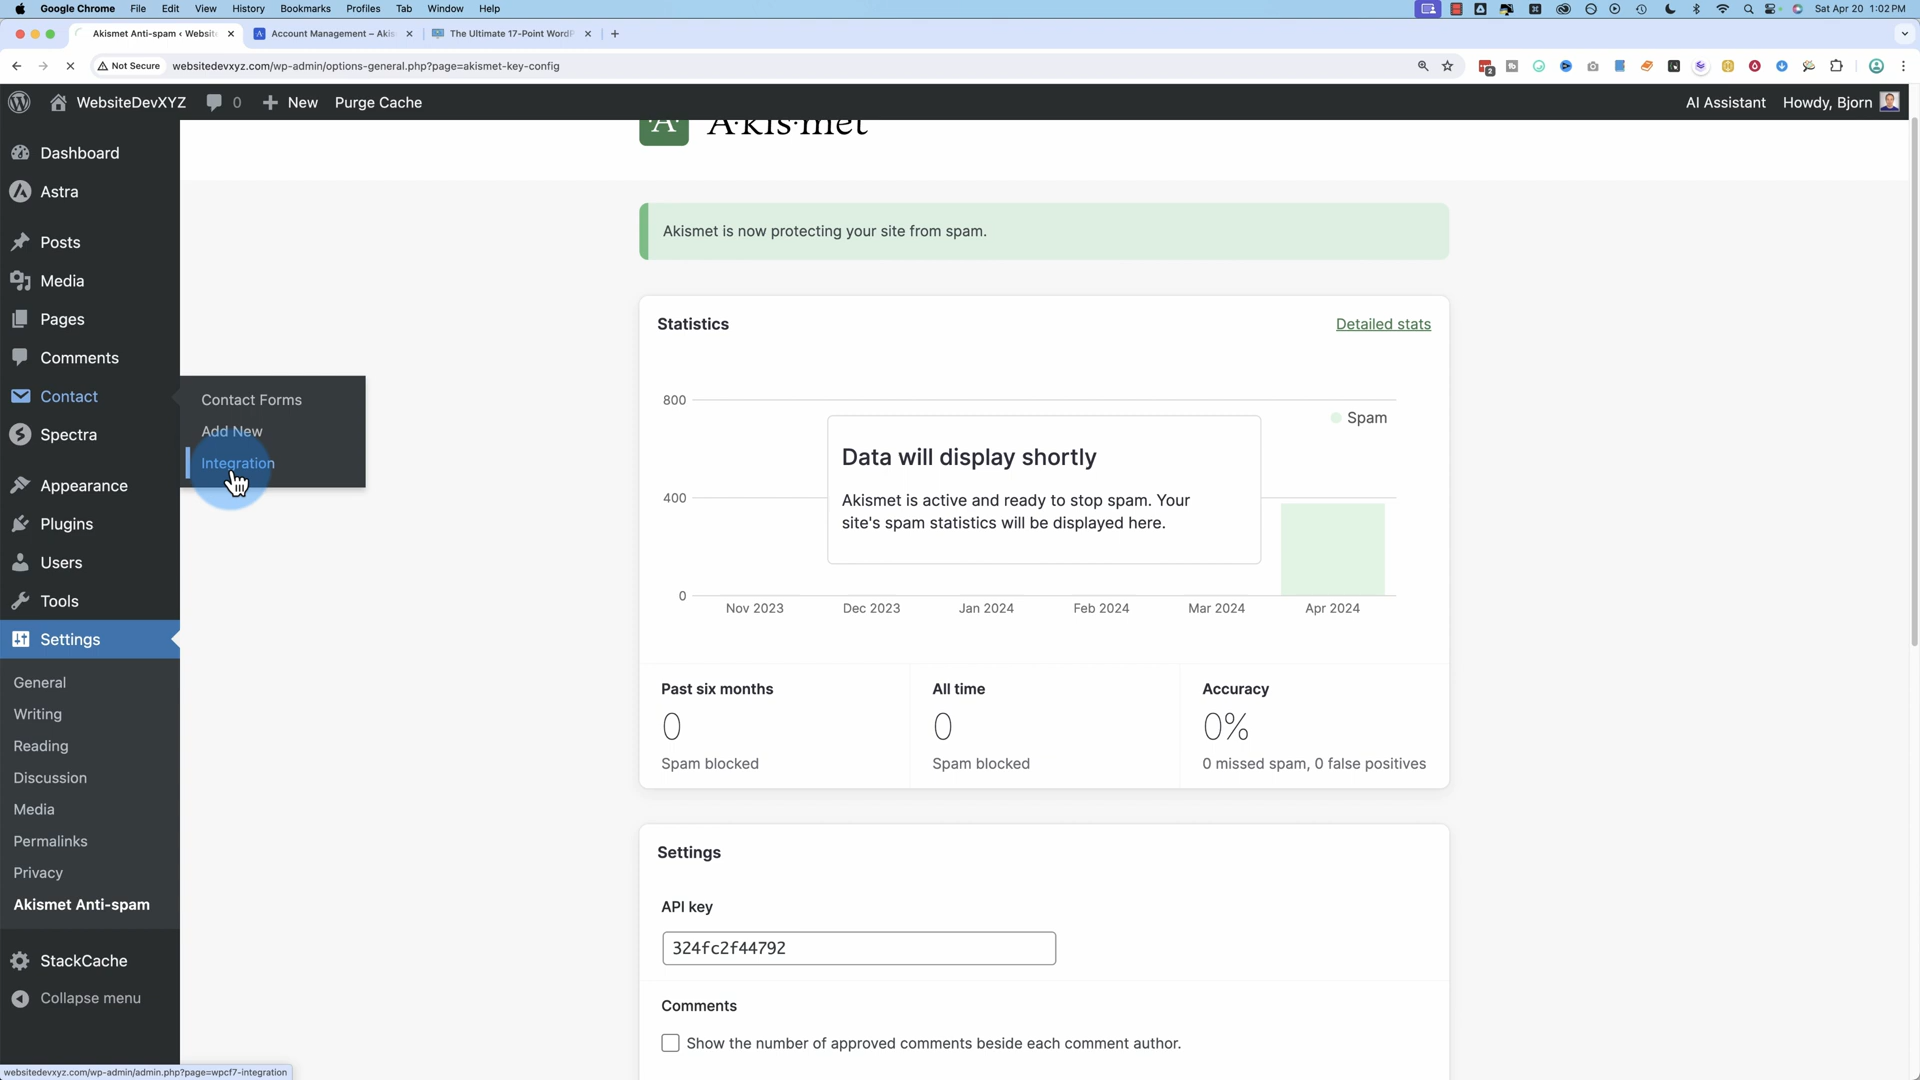 Google Chrome File Edit View History Bookmarks Profiles Tab Window Help Sat Apr 20 1:02 PM
Akismet Anti-spam ‹ Websit Account Management – Aki The Ultimate 17-Point WordP
Not Secure websitedevxyz.com/wp-admin/options-general.php?page=akismet-key-config
2
WebsiteDevXYZ 0 New Purge Cache AI Assistant Howdy, Bjorn
A A·kis·met
Dashboard
Astra
Posts
Media
Pages
Comments
Contact
Spectra
Appearance
Plugins
Users
Tools
Settings
General
Writing
Reading
Discussion
Media
Permalinks
Privacy
Akismet Anti-spam
StackCache
Collapse menu
Contact Forms
Add New
Integration
Akismet is now protecting your site from spam.
Statistics Detailed stats
800
Spam
Data will display shortly
400
Akismet is active and ready to stop spam. Your
site's spam statistics will be displayed here.
0
Nov 2023 Dec 2023 Jan 2024 Feb 2024 Mar 2024 Apr 2024
Past six months All time Accuracy
0 0 0%
Spam blocked Spam blocked 0 missed spam, 0 false positives
Settings
API key
324fc2f44792
Comments
Show the number of approved comments beside each comment author.
websitedevxyz.com/wp-admin/admin.php?page=wpcf7-integration